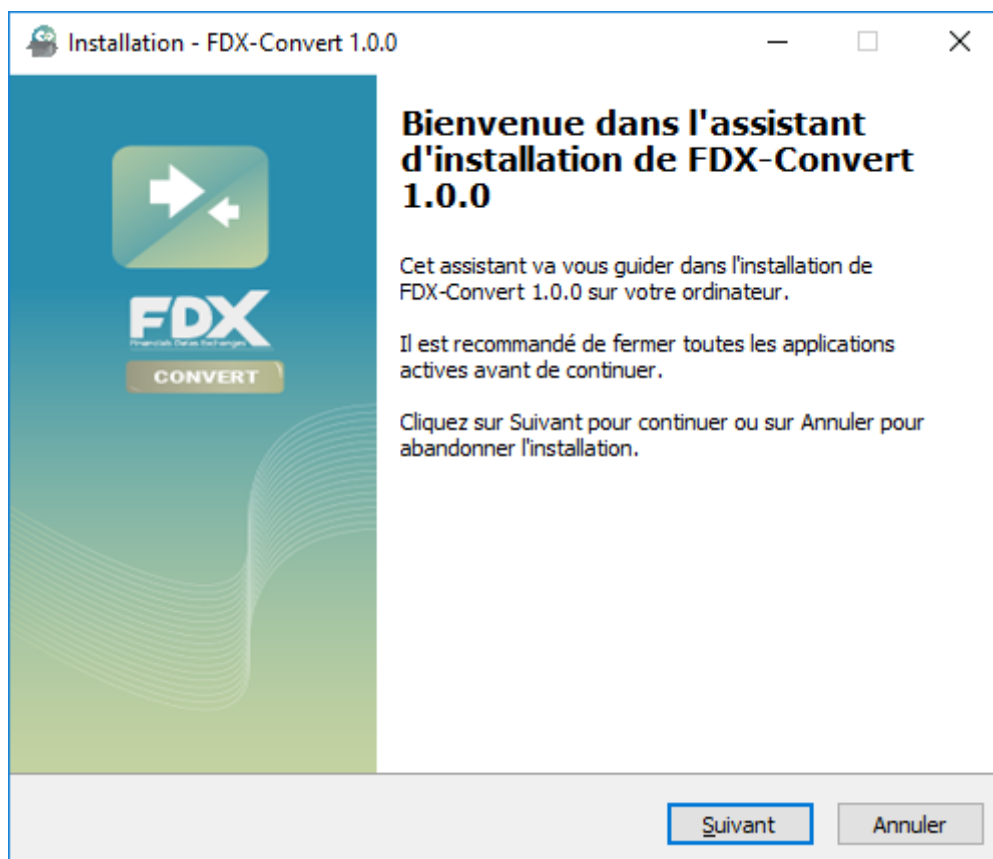 Installation - FDX-Convert 1.0.0
FDX
Financials Datas Exchanges
CONVERT
Bienvenue dans l'assistant
d'installation de FDX-Convert
1.0.0
Cet assistant va vous guider dans l'installation de
FDX-Convert 1.0.0 sur votre ordinateur.
Il est recommandé de fermer toutes les applications
actives avant de continuer.
Cliquez sur Suivant pour continuer ou sur Annuler pour
abandonner l'installation.
Suivant
Annuler